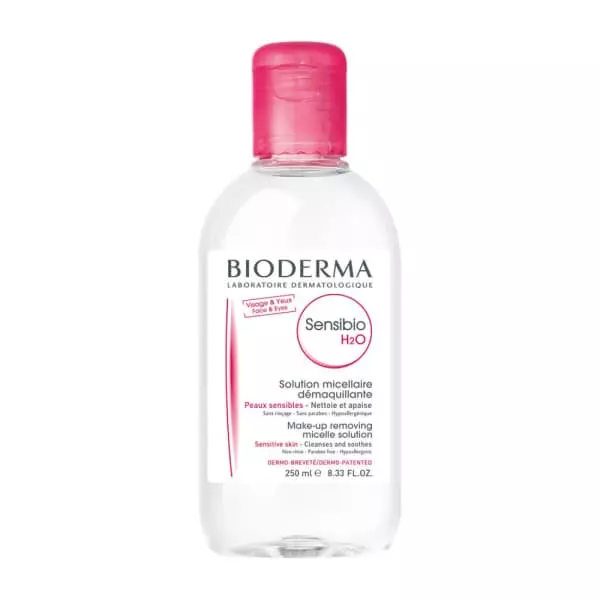 BIODERMA
LABORATOIRE DERMATOLOGIQUE
Visage & Yeux
Face & Eyes
Sensibio
H2O
Solution micellaire
démaquillante
Peaux sensibles - Nettoie et apaise
Sans rinçage - Sans paraben - Hypoallergénique
Make-up removing
micelle solution
Sensitive skin - Cleanses and soothes
Non-rinse - Paraben free - Hypoallergenic
DERMO-BREVETÉ/DERMO-PATENTED
250 ml e 8.33 FL.OZ.